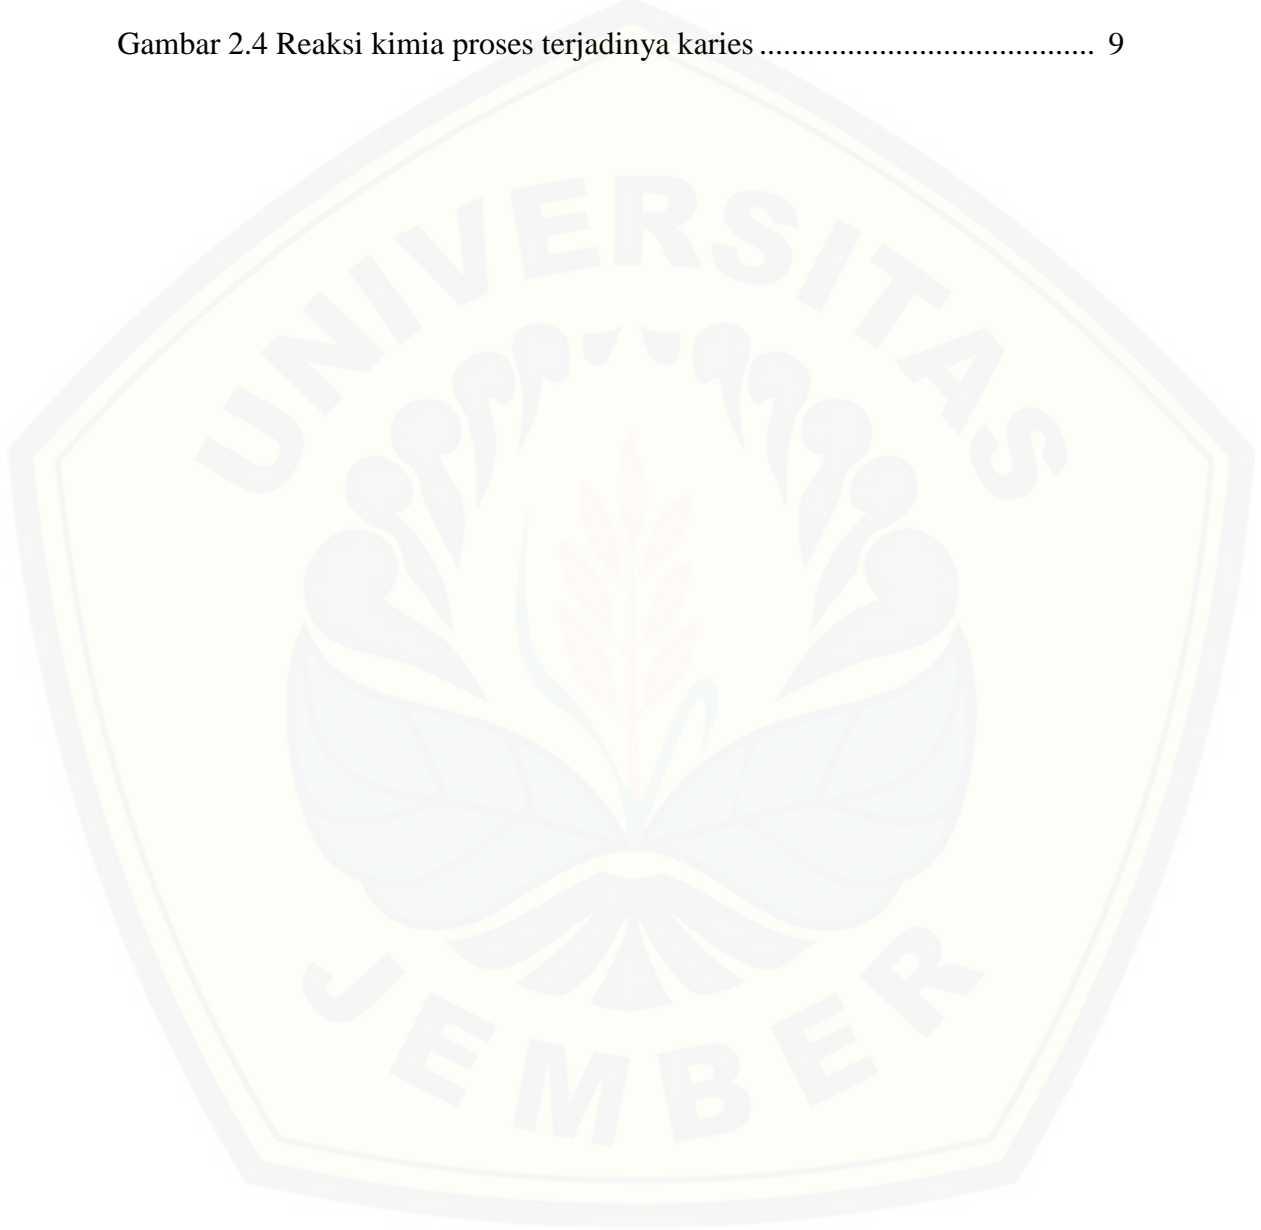 Gambar 2.4 Reaksi kimia proses terjadinya karies .......................................... 9
UNIVERSITAS
JEMBER